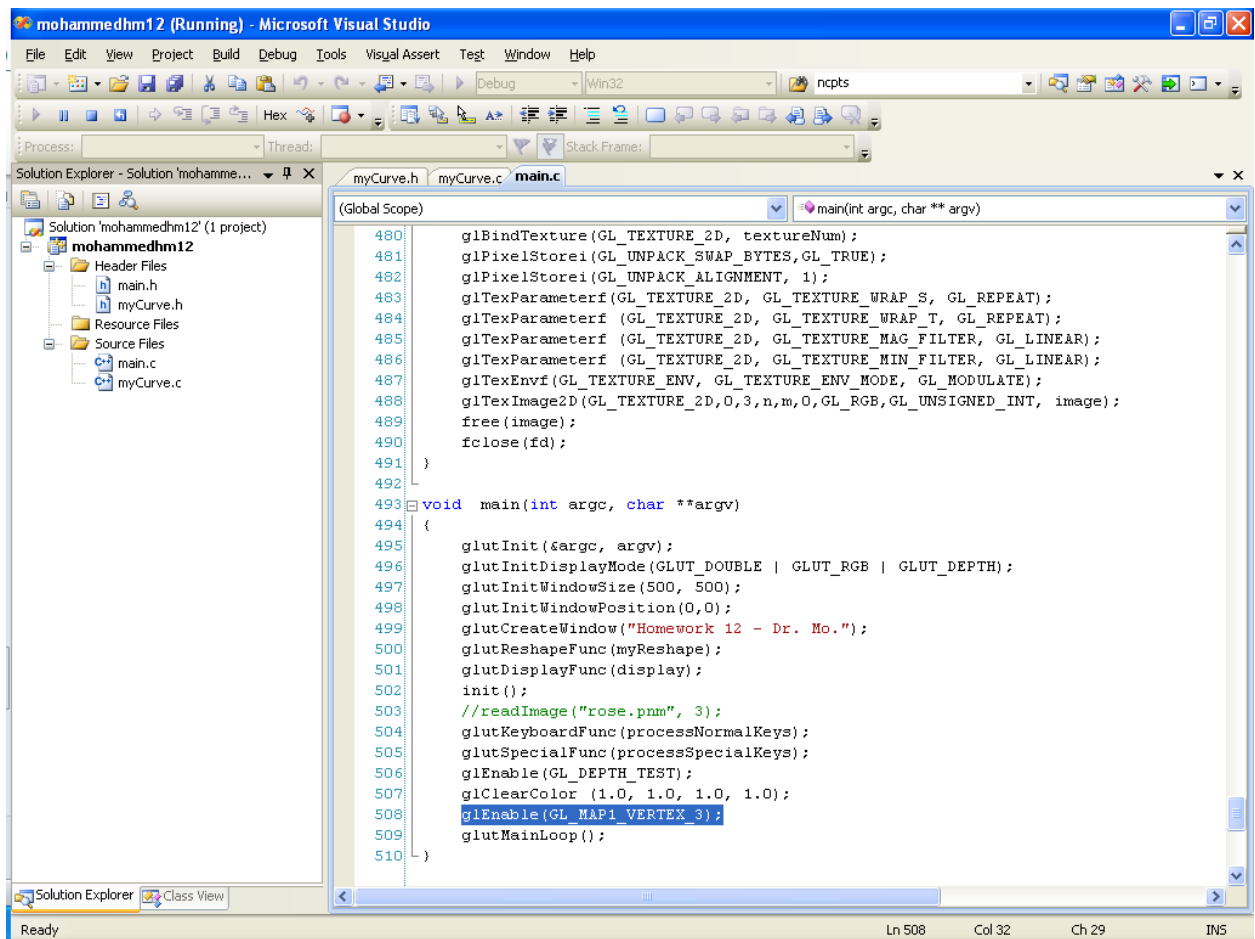 mohammedhm12 (Running) - Microsoft Visual Studio
File Edit View Project Build Debug Tools Visual Assert Test Window Help
Debug Win32 ncpts
Hex
Process: Thread: Stack Frame:
Solution Explorer - Solution 'mohamme...
Solution 'mohammedhm12' (1 project)
mohammedhm12
Header Files
main.h
myCurve.h
Resource Files
Source Files
main.c
myCurve.c
Solution Explorer Class View
myCurve.h myCurve.c main.c
(Global Scope) main(int argc, char ** argv)
480 glBindTexture(GL_TEXTURE_2D, textureNum);
481 glPixelStorei(GL_UNPACK_SWAP_BYTES,GL_TRUE);
482 glPixelStorei(GL_UNPACK_ALIGNMENT, 1);
483 glTexParameterf(GL_TEXTURE_2D, GL_TEXTURE_WRAP_S, GL_REPEAT);
484 glTexParameterf (GL_TEXTURE_2D, GL_TEXTURE_WRAP_T, GL_REPEAT);
485 glTexParameterf (GL_TEXTURE_2D, GL_TEXTURE_MAG_FILTER, GL_LINEAR);
486 glTexParameterf (GL_TEXTURE_2D, GL_TEXTURE_MIN_FILTER, GL_LINEAR);
487 glTexEnvf(GL_TEXTURE_ENV, GL_TEXTURE_ENV_MODE, GL_MODULATE);
488 glTexImage2D(GL_TEXTURE_2D,0,3,n,m,0,GL_RGB,GL_UNSIGNED_INT, image);
489 free(image);
490 fclose(fd);
491 }
492
493 void main(int argc, char **argv)
494 {
495 glutInit(&argc, argv);
496 glutInitDisplayMode(GLUT_DOUBLE | GLUT_RGB | GLUT_DEPTH);
497 glutInitWindowSize(500, 500);
498 glutInitWindowPosition(0,0);
499 glutCreateWindow("Homework 12 - Dr. Mo.");
500 glutReshapeFunc(myReshape);
501 glutDisplayFunc(display);
502 init();
503 //readImage("rose.pnm", 3);
504 glutKeyboardFunc(processNormalKeys);
505 glutSpecialFunc(processSpecialKeys);
506 glEnable(GL_DEPTH_TEST);
507 glClearColor (1.0, 1.0, 1.0, 1.0);
508 glEnable(GL_MAP1_VERTEX_3);
509 glutMainLoop();
510 }
Ready Ln 508 Col 32 Ch 29 INS